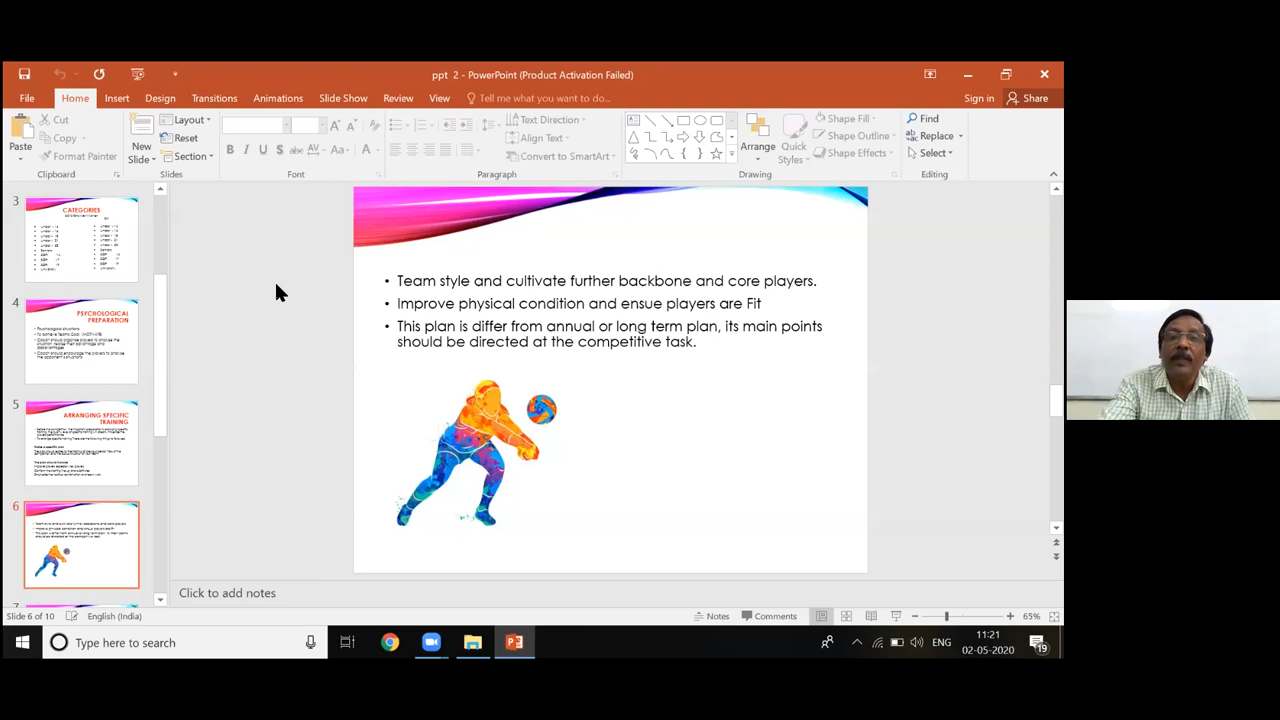 ppt 2 - PowerPoint (Product Activation Failed)
File Home Insert Design Transitions Animations Slide Show Review View Tell me what you want to do... Sign in Share
Paste
Cut
Copy
Format Painter
Clipboard
New
Slide
Layout
Reset
Section
Slides
B I U S abc AV Aa A
Font
Text Direction
Align Text
Convert to SmartArt
Paragraph
Arrange
Quick
Styles
Shape Fill
Shape Outline
Shape Effects
Drawing
Find
Replace
Select
Editing
3
CATEGORIES
4
PSYCHOLOGICAL
PREPARATION
5
ARRANGING SPECIFIC
TRAINING
6
7
• Team style and cultivate further backbone and core players.
• Improve physical condition and ensue players are Fit
• This plan is differ from annual or long term plan, its main points
should be directed at the competitive task.
Click to add notes
Slide 6 of 10 English (India) Notes Comments 65%
Type here to search
ENG
11:21
02-05-2020
19